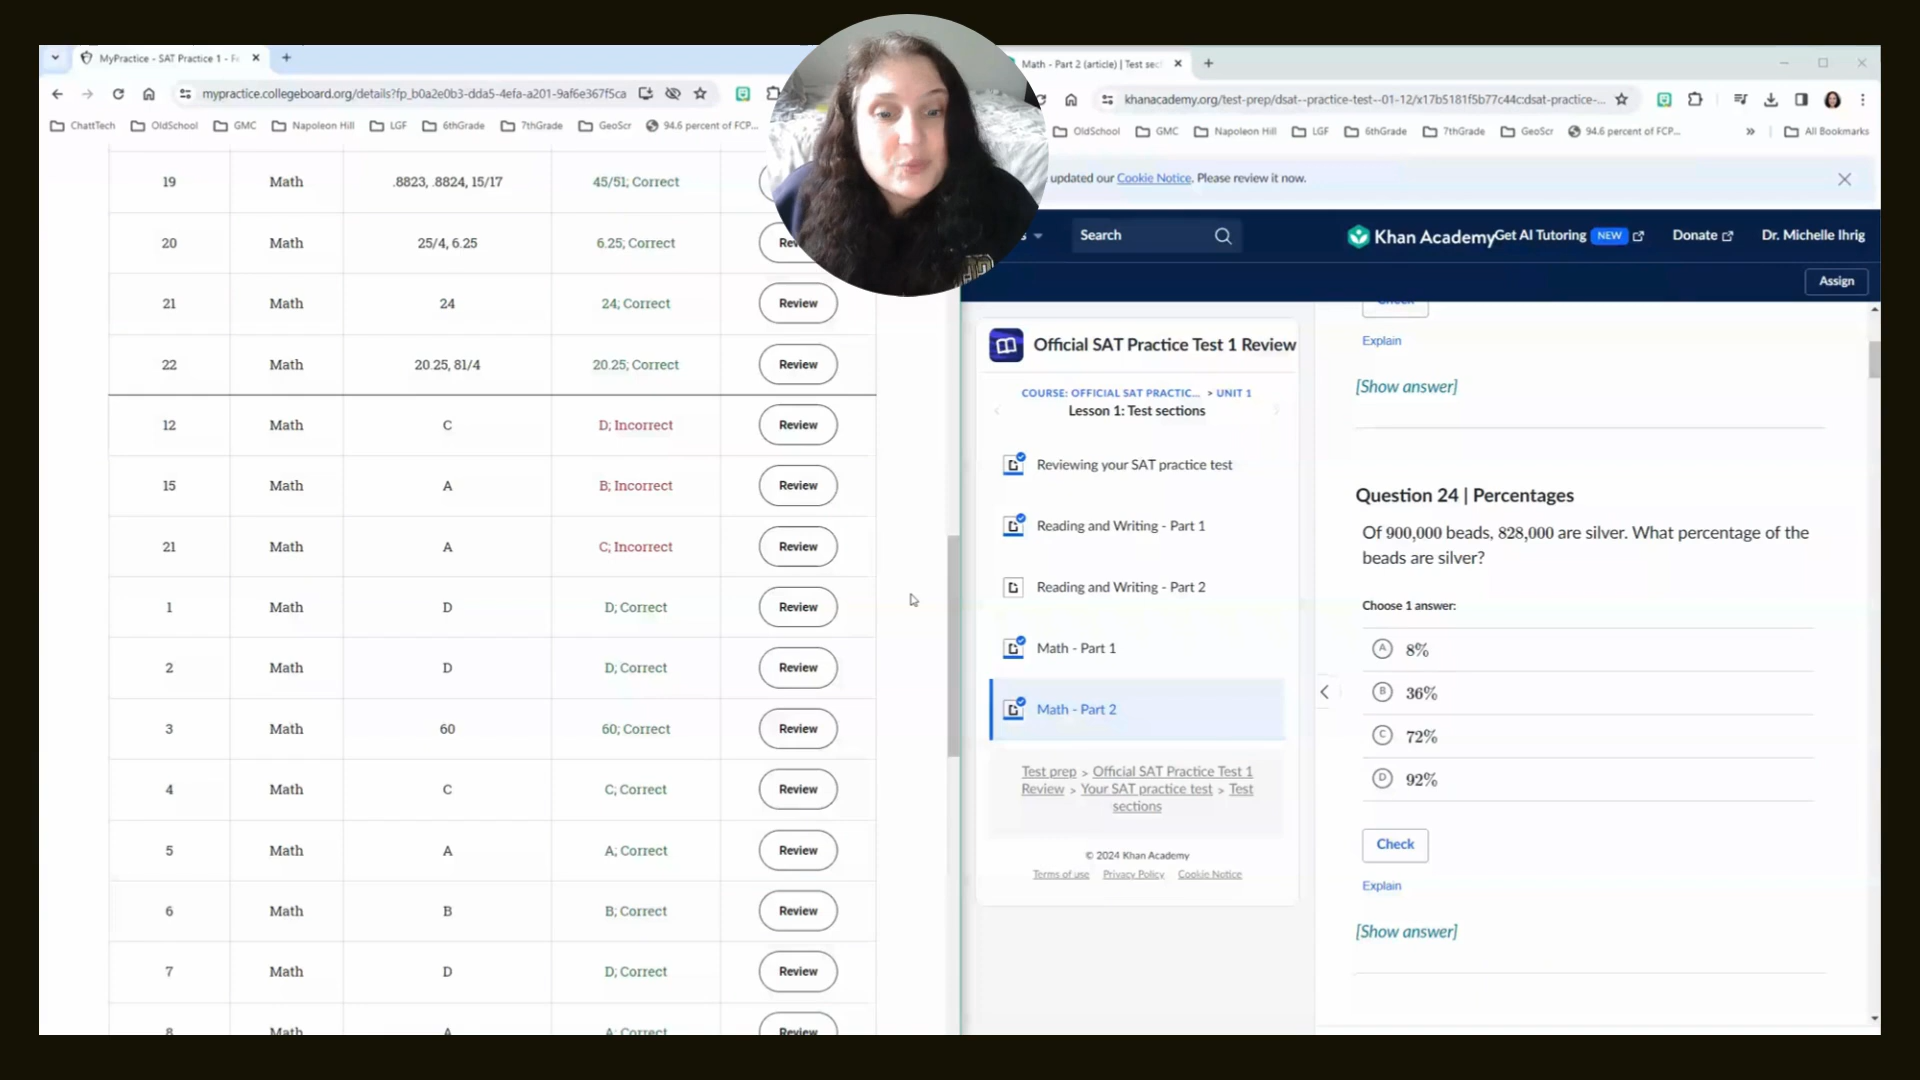 MyPractice - SAT Practice 1 -
mypractice.collegeboard.org/details?fp_b0a2e0b3-dda5-4efa-a201-9af6e367f5ca
ChattTech OldSchool GMC Napoleon Hill LGF 6thGrade 7thGrade GeoScr 94.6 percent of FCP...
19 Math .8823, .8824, 15/17 45/51; Correct
20 Math 25/4, 6.25 6.25; Correct
21 Math 24 24; Correct Review
22 Math 20.25, 81/4 20.25; Correct Review
12 Math C D; Incorrect Review
15 Math A B; Incorrect Review
21 Math A C; Incorrect Review
1 Math D D; Correct Review
2 Math D D; Correct Review
3 Math 60 60; Correct Review
4 Math C C; Correct Review
5 Math A A; Correct Review
6 Math B B; Correct Review
7 Math D D; Correct Review
8 Math A A; Correct Review
Math - Part 2 (article) | Test sec
khanacademy.org/test-prep/dsat--practice-test--01-12/x17b5181f5b77c44c:dsat-practice-...
OldSchool GMC Napoleon Hill LGF 6thGrade 7thGrade GeoScr 94.6 percent of FCP... » All Bookmarks
updated our Cookie Notice. Please review it now.
Search Khan Academy Get AI Tutoring NEW Donate Dr. Michelle Ihrig
Assign
Official SAT Practice Test 1 Review
COURSE: OFFICIAL SAT PRACTIC... > UNIT 1
Lesson 1: Test sections
Reviewing your SAT practice test
Reading and Writing - Part 1
Reading and Writing - Part 2
Math - Part 1
Math - Part 2
Test prep > Official SAT Practice Test 1
Review > Your SAT practice test > Test
sections
© 2024 Khan Academy
Terms of use Privacy Policy Cookie Notice
Check
Explain
[Show answer]
Question 24 | Percentages
Of 900,000 beads, 828,000 are silver. What percentage of the
beads are silver?
Choose 1 answer:
A 8%
B 36%
C 72%
D 92%
Check
Explain
[Show answer]